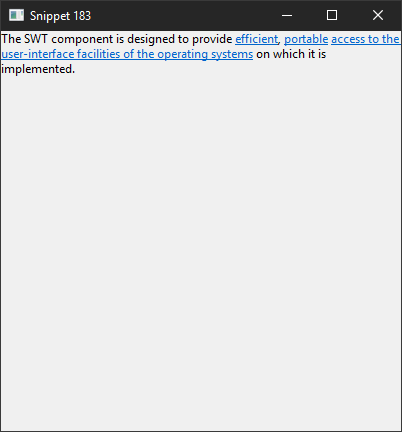 Snippet 183
The SWT component is designed to provide efficient, portable access to the
user-interface facilities of the operating systems on which it is
implemented.